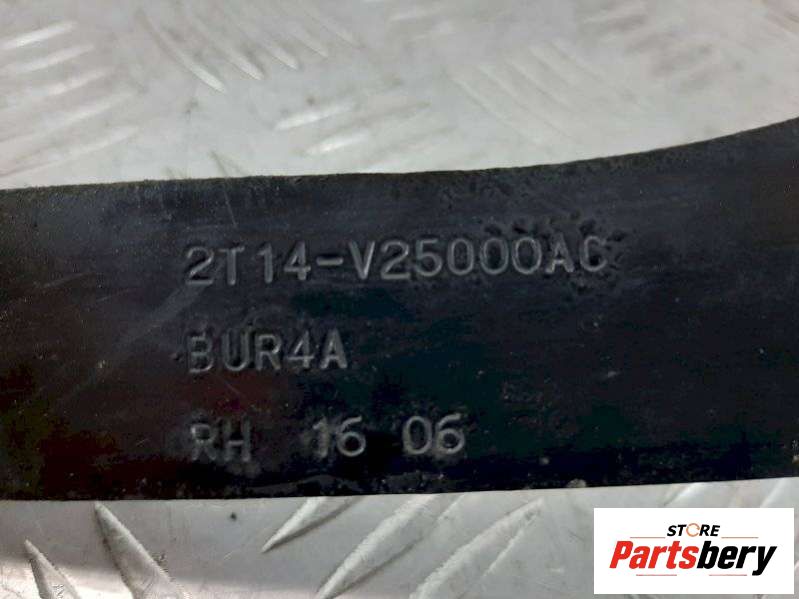 2T14-V25000AC
BUR4A
RH 16 06
STORE
Partsbery